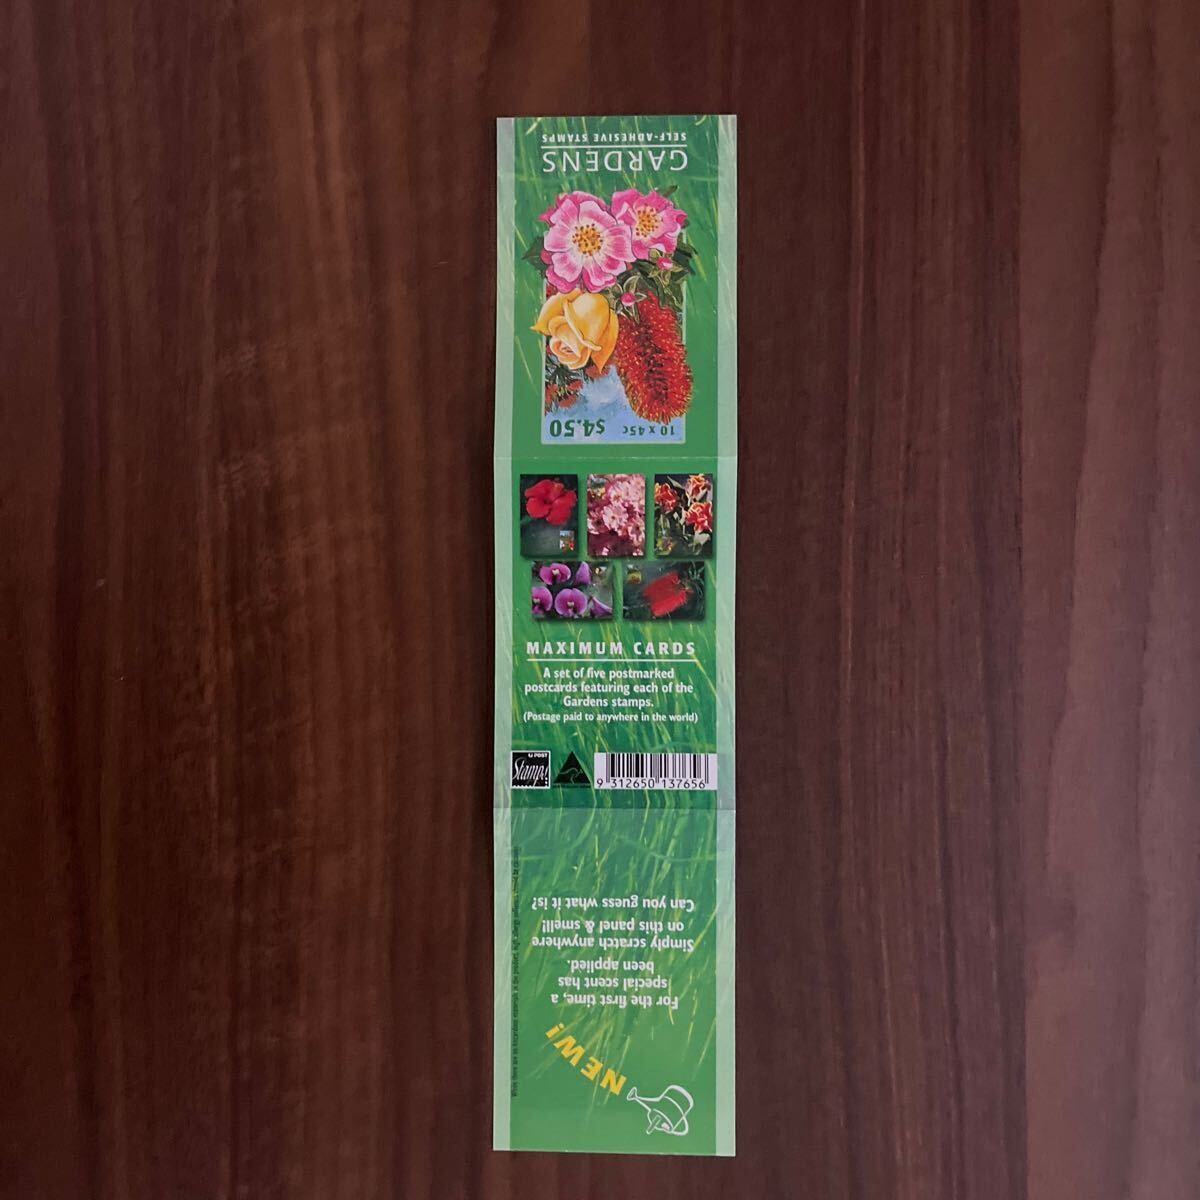 GARDENS
SELF-ADHESIVE STAMPS
10 x 45c $4.50
MAXIMUM CARDS
A set of five postmarked
postcards featuring each of the
Gardens stamps.
(Postage paid to anywhere in the world)
POST
Stamps!
9 312650 137656
NEW!
For the first time, a
special scent has
been applied.
Simply scratch anywhere
on this panel & smell!
Can you guess what it is?